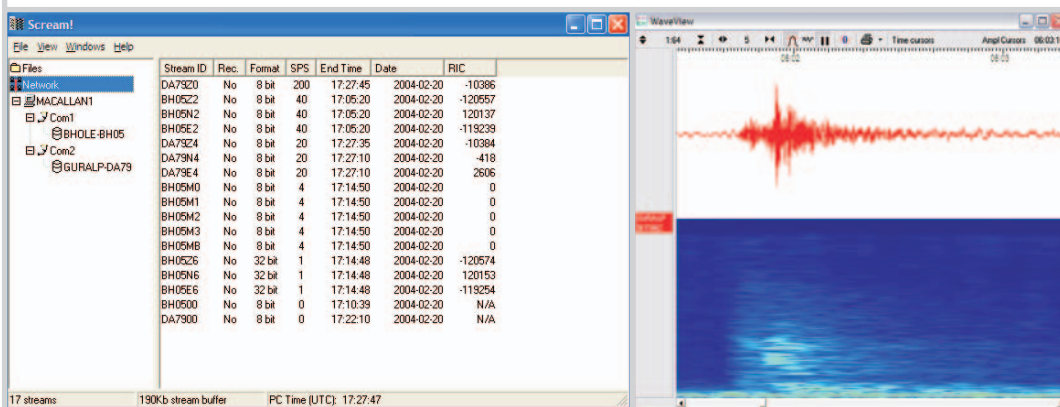 Scream!
File View Windows Help
Files
Network
MACALLAN1
Com1
BHOLE-BH05
Com2
GURALP-DA79
Stream ID Rec. Format SPS End Time Date RIC
DA79Z0 No 8 bit 200 17:27:45 2004-02-20 -10386
BH05Z2 No 8 bit 40 17:05:20 2004-02-20 -120557
BH05N2 No 8 bit 40 17:05:20 2004-02-20 120137
BH05E2 No 8 bit 40 17:05:20 2004-02-20 -119239
DA79Z4 No 8 bit 20 17:27:35 2004-02-20 -10384
DA79N4 No 8 bit 20 17:27:10 2004-02-20 -418
DA79E4 No 8 bit 20 17:27:10 2004-02-20 2606
BH05M0 No 8 bit 4 17:14:50 2004-02-20 0
BH05M1 No 8 bit 4 17:14:50 2004-02-20 0
BH05M2 No 8 bit 4 17:14:50 2004-02-20 0
BH05M3 No 8 bit 4 17:14:50 2004-02-20 0
BH05MB No 8 bit 4 17:14:50 2004-02-20 0
BH05Z6 No 32 bit 1 17:14:48 2004-02-20 -120574
BH05N6 No 32 bit 1 17:14:48 2004-02-20 120153
BH05E6 No 32 bit 1 17:14:48 2004-02-20 -119254
BH0500 No 8 bit 0 17:10:39 2004-02-20 N/A
DA7900 No 8 bit 0 17:22:10 2004-02-20 N/A
17 streams 190Kb stream buffer PC Time (UTC): 17:27:47
WaveView
1:64 5 Time cursors Ampl Cursors 06:03:1
06:02 06:03